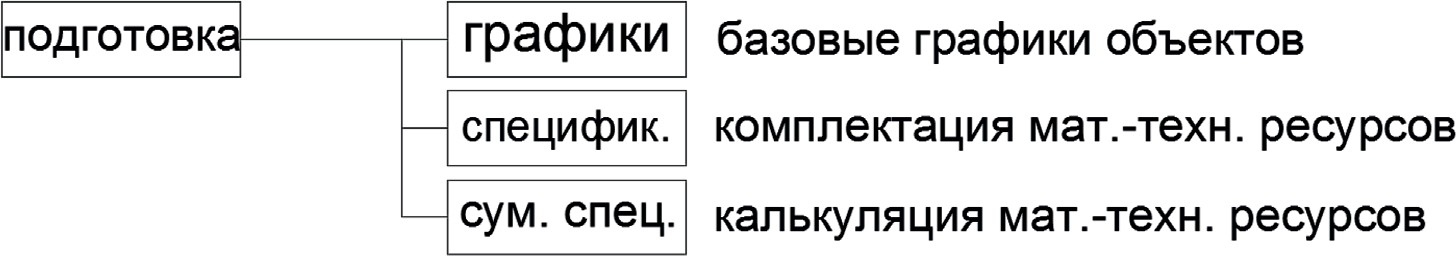 подготовка
графики базовые графики объектов
специфик. комплектация мат.-техн. ресурсов
сум. спец. калькуляция мат.-техн. ресурсов